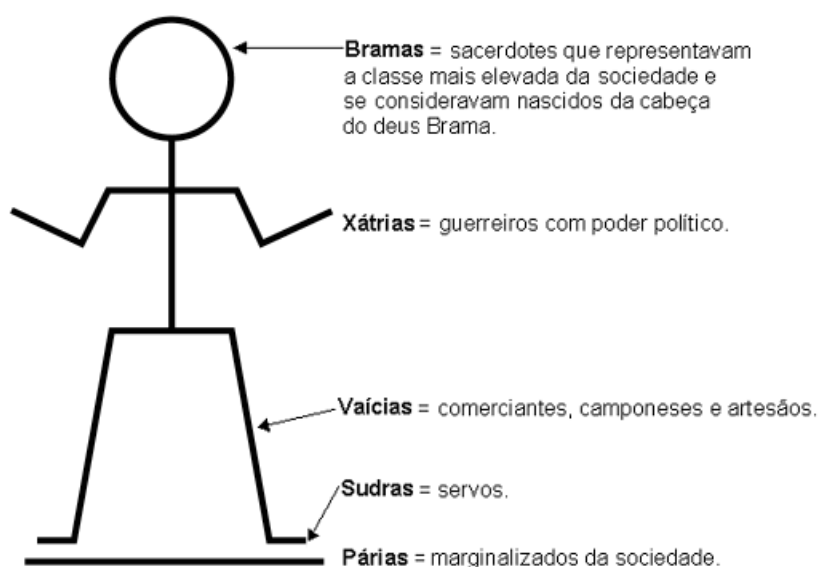 Bramas = sacerdotes que representavam
a classe mais elevada da sociedade e
se consideravam nascidos da cabeça
do deus Brama.
Xátrias = guerreiros com poder político.
Vaícias = comerciantes, camponeses e artesãos.
Sudras = servos.
Párias = marginalizados da sociedade.